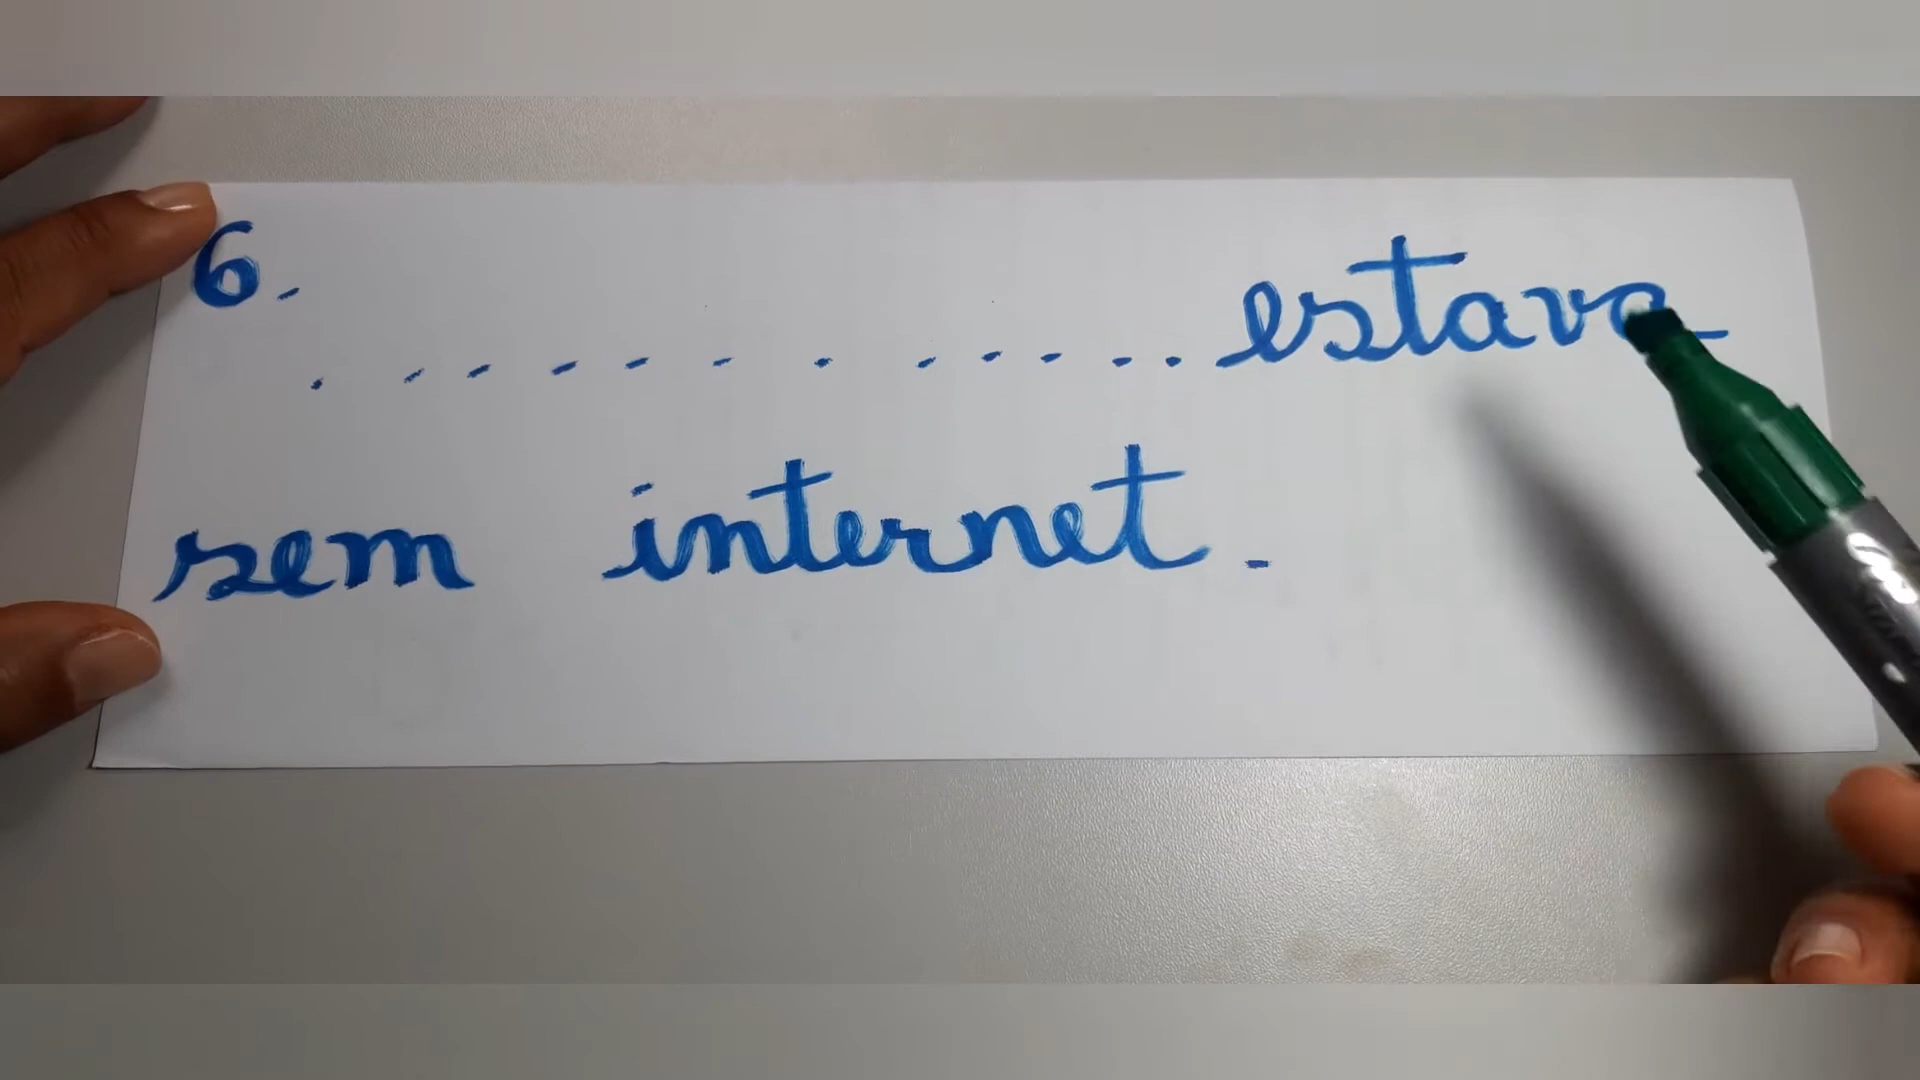 6.
. . . . . . . . . . . . estava
sem internet.